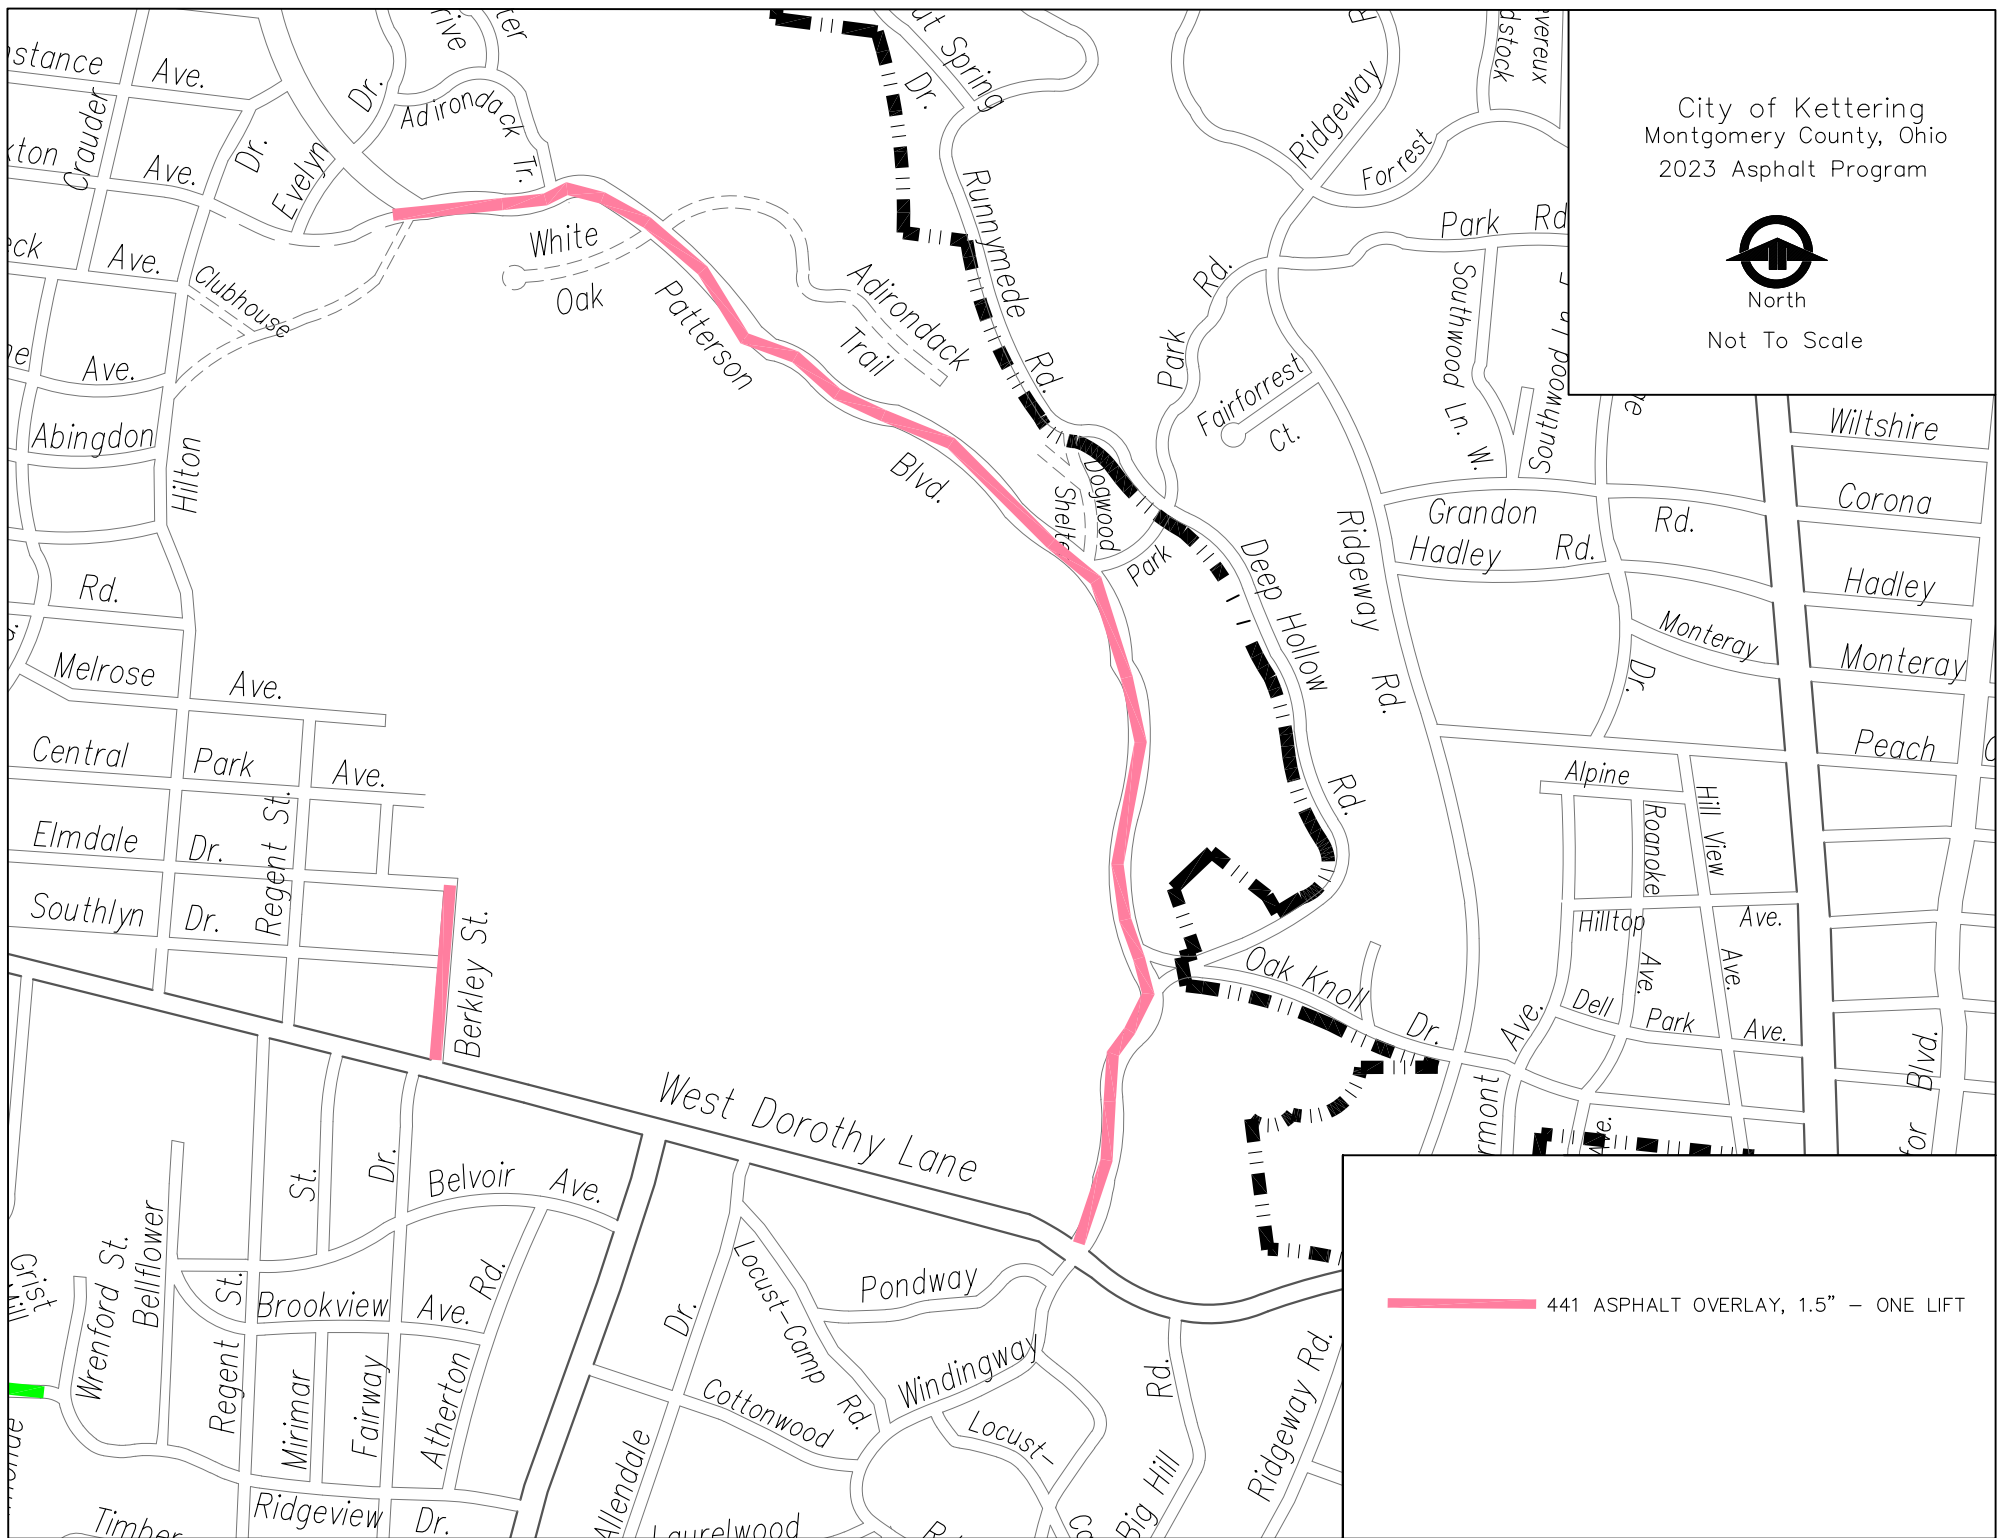 City of Kettering
Montgomery County, Ohio
2023 Asphalt Program
North
Not To Scale
441 ASPHALT OVERLAY, 1.5” – ONE LIFT
Ave.
Crauder
Ave.
Dr.
Evelyn
Dr.
Adirondack Tr.
Ave.
Clubhouse
Ave.
Abingdon
Hilton
Rd.
Melrose Ave.
Central Park Ave.
Elmdale Dr.
Regent St.
Southlyn Dr.
Berkley St.
White Oak
Patterson Blvd.
Adirondack Trail
Spring Dr.
Runnymede Rd.
Ridgeway
Forrest
Park Rd.
Park Rd
Fairforrest Ct.
Southwood Ln. W.
Southwood Ln
Dogwood
Park
Deep Hollow Rd.
Ridgeway Rd.
Grandon Rd.
Hadley Rd.
Monteray
Dr.
Wiltshire
Corona
Hadley
Monteray
Peach
Alpine
Roanoke Ave.
Hill View Ave.
Hilltop Ave.
Dell Park Ave.
Ave.
Blvd.
Oak Knoll Dr.
West Dorothy Lane
St.
Dr.
Belvoir Ave.
Grist
Wrenford St.
Bellflower
Regent St.
Brookview Ave.
Mirimar
Fairway
Atherton Rd.
Ridgeview Dr.
Timber
Allendale Dr.
Locust–Camp Rd.
Pondway
Windingway
Cottonwood
Locust–
Laurelwood
Big Hill Rd.
Ridgeway Rd.